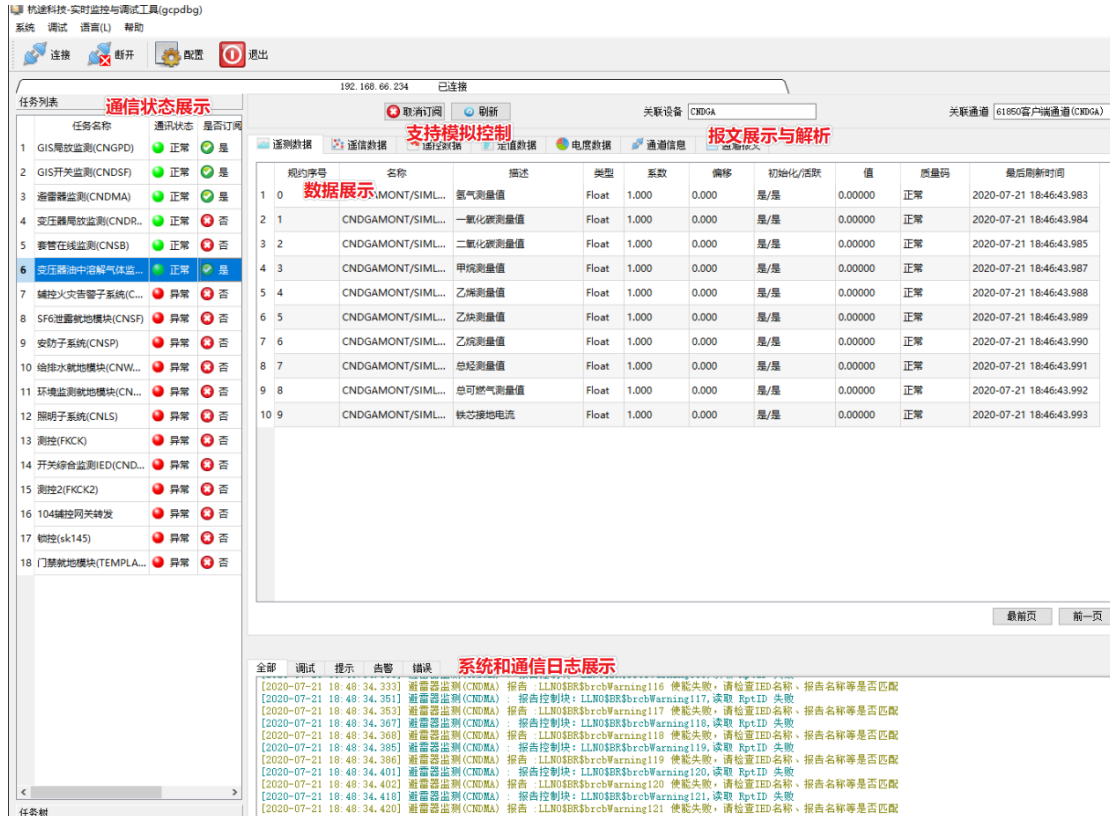 杭途科技-实时监控与调试工具(gcpdbg)
系统 调试 语言(L) 帮助
连接 断开 配置 退出
192.168.66.234 已连接
任务列表
通信状态展示
取消订阅 刷新 关联设备 CNDGA 关联通道 61850客户端通道(CNDGA)
支持模拟控制
报文展示与解析
任务名称 通讯状态 是否订阅
遥测数据 遥信数据 遥控数据 定值数据 电度数据 通道信息 通道报文
规约序号 名称 描述 类型 系数 偏移 初始化/活跃 值 质量码 最后刷新时间
数据展示
1 GIS局放监测(CNGPD) 正常 是
2 GIS开关监测(CNDSF) 正常 是
3 避雷器监测(CNDMA) 正常 是
4 变压器局放监测(CNDP... 正常 否
5 套管在线监测(CNSB) 正常 否
6 变压器油中溶解气体监... 正常 是
7 辅控火灾告警子系统(C... 异常 否
8 SF6泄露就地模块(CNSF) 异常 否
9 安防子系统(CNSP) 异常 否
10 给排水就地模块(CNW... 异常 否
11 环境监测就地模块(CN... 异常 否
12 照明子系统(CNLS) 异常 否
13 测控(FKCK) 异常 否
14 开关综合监测IED(CND... 异常 否
15 测控2(FKCK2) 异常 否
16 104辅控网关转发 异常 否
17 锁控(sk145) 异常 否
18 门禁就地模块(TEMPLA... 异常 否
任务树
1 0 MONT/SIML... 氢气测量值 Float 1.000 0.000 是/是 0.00000 正常 2020-07-21 18:46:43.983
2 1 CNDGAMONT/SIML... 一氧化碳测量值 Float 1.000 0.000 是/是 0.00000 正常 2020-07-21 18:46:43.984
3 2 CNDGAMONT/SIML... 二氧化碳测量值 Float 1.000 0.000 是/是 0.00000 正常 2020-07-21 18:46:43.985
4 3 CNDGAMONT/SIML... 甲烷测量值 Float 1.000 0.000 是/是 0.00000 正常 2020-07-21 18:46:43.987
5 4 CNDGAMONT/SIML... 乙烯测量值 Float 1.000 0.000 是/是 0.00000 正常 2020-07-21 18:46:43.988
6 5 CNDGAMONT/SIML... 乙炔测量值 Float 1.000 0.000 是/是 0.00000 正常 2020-07-21 18:46:43.989
7 6 CNDGAMONT/SIML... 乙烷测量值 Float 1.000 0.000 是/是 0.00000 正常 2020-07-21 18:46:43.990
8 7 CNDGAMONT/SIML... 总烃测量值 Float 1.000 0.000 是/是 0.00000 正常 2020-07-21 18:46:43.991
9 8 CNDGAMONT/SIML... 总可燃气测量值 Float 1.000 0.000 是/是 0.00000 正常 2020-07-21 18:46:43.992
10 9 CNDGAMONT/SIML... 铁芯接地电流 Float 1.000 0.000 是/是 0.00000 正常 2020-07-21 18:46:43.993
最前页 前一页
全部 调试 提示 告警 错误
系统和通信日志展示
[2020-07-21 18:48:34.333] 避雷器监测(CNDMA) 报告 :LLN0$BR$brcbWarning116 使能失败，请检查IED名称、报告名称等是否匹配
[2020-07-21 18:48:34.351] 避雷器监测(CNDMA) : 报告控制块：LLN0$BR$brcbWarning117,读取 RptID 失败
[2020-07-21 18:48:34.353] 避雷器监测(CNDMA) 报告 :LLN0$BR$brcbWarning117 使能失败，请检查IED名称、报告名称等是否匹配
[2020-07-21 18:48:34.367] 避雷器监测(CNDMA) : 报告控制块：LLN0$BR$brcbWarning118,读取 RptID 失败
[2020-07-21 18:48:34.368] 避雷器监测(CNDMA) 报告 :LLN0$BR$brcbWarning118 使能失败，请检查IED名称、报告名称等是否匹配
[2020-07-21 18:48:34.385] 避雷器监测(CNDMA) : 报告控制块：LLN0$BR$brcbWarning119,读取 RptID 失败
[2020-07-21 18:48:34.386] 避雷器监测(CNDMA) 报告 :LLN0$BR$brcbWarning119 使能失败，请检查IED名称、报告名称等是否匹配
[2020-07-21 18:48:34.401] 避雷器监测(CNDMA) : 报告控制块：LLN0$BR$brcbWarning120,读取 RptID 失败
[2020-07-21 18:48:34.402] 避雷器监测(CNDMA) 报告 :LLN0$BR$brcbWarning120 使能失败，请检查IED名称、报告名称等是否匹配
[2020-07-21 18:48:34.418] 避雷器监测(CNDMA) : 报告控制块：LLN0$BR$brcbWarning121,读取 RptID 失败
[2020-07-21 18:48:34.420] 避雷器监测(CNDMA) 报告 :LLN0$BR$brcbWarning121 使能失败，请检查IED名称、报告名称等是否匹配